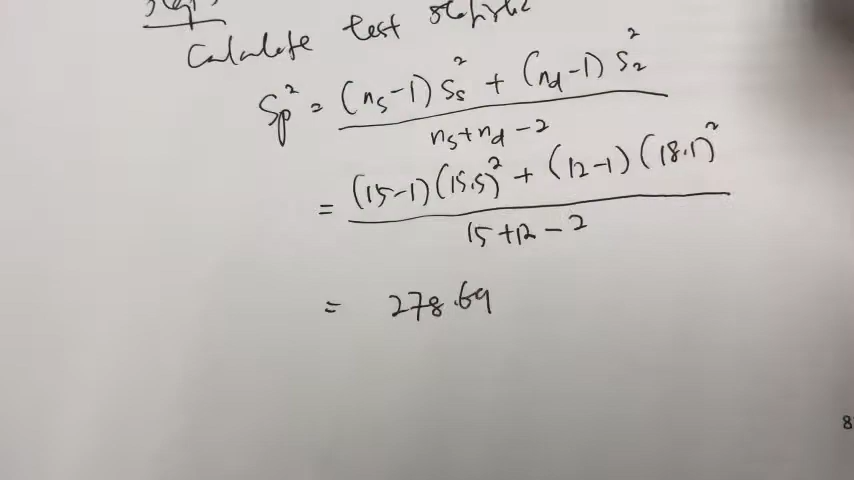 Calculate test
Sp² = (ns-1) Ss² + (nd-1) S2²
ns+nd-2
= (15-1)(15.5)² + (12-1)(18.1)²
15+12-2
= 278.69
8